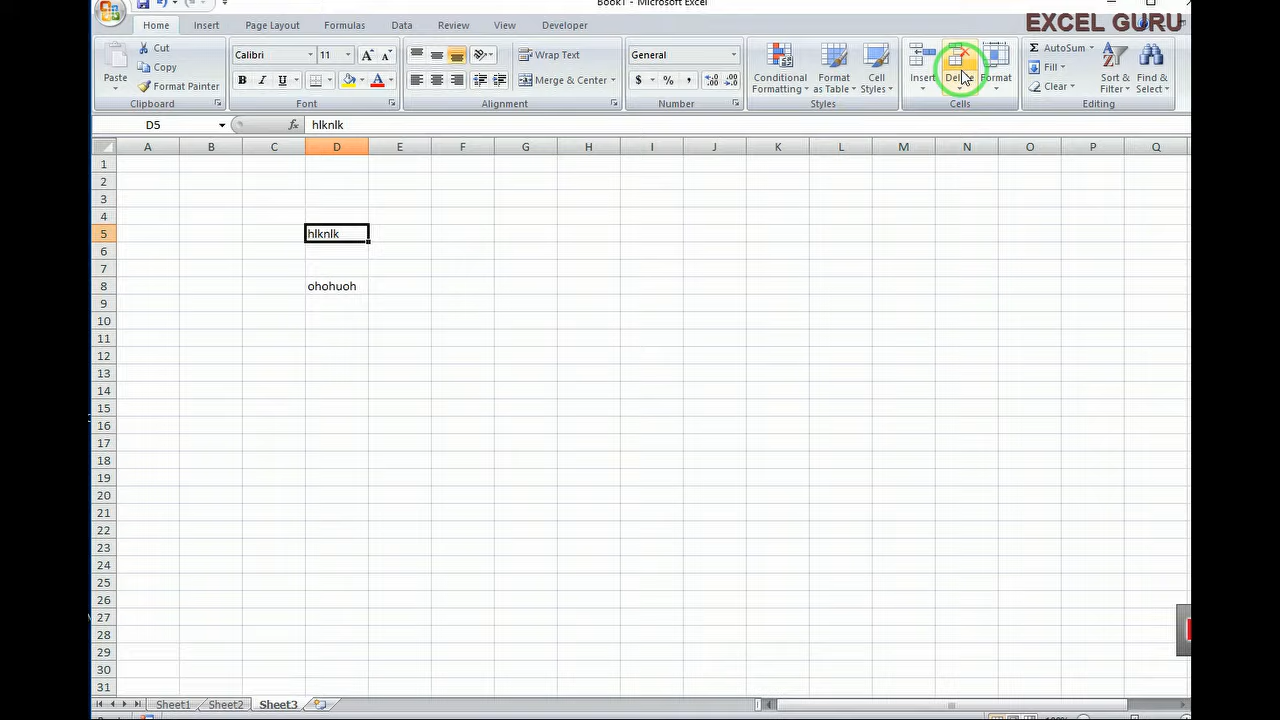 Book1 - Microsoft Excel
EXCEL GURU
Home Insert Page Layout Formulas Data Review View Developer
Paste Cut Copy Format Painter Clipboard
Calibri 11 B I U A A A Font
Wrap Text Merge & Center Alignment
General $ % , Number
Conditional Formatting Format as Table Cell Styles Styles
Insert Delete Format Cells
Σ AutoSum Fill Clear Sort & Filter Find & Select Editing
D5 fx hlknlk
A B C D E F G H I J K L M N O P Q
1
2
3
4
5 hlknlk
6
7
8 ohohuoh
9
10
11
12
13
14
15
16
17
18
19
20
21
22
23
24
25
26
27
28
29
30
31
Sheet1 Sheet2 Sheet3